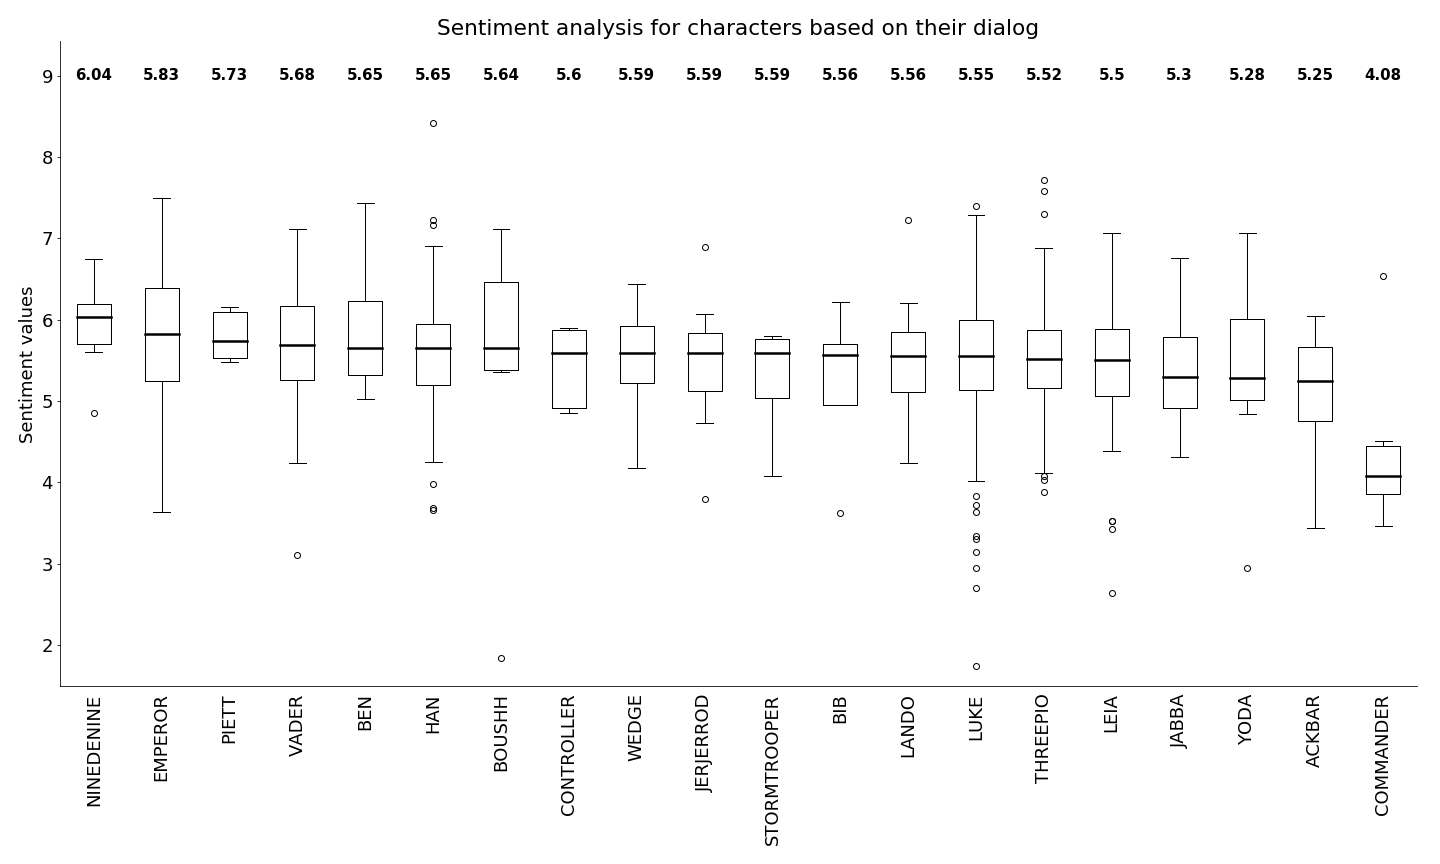 Sentiment analysis for characters based on their dialog
6.04 5.83 5.73 5.68 5.65 5.65 5.64 5.6 5.59 5.59 5.59 5.56 5.56 5.55 5.52 5.5 5.3 5.28 5.25 4.08
Sentiment values
9
8
7
6
5
4
3
2
NINEDENINE
EMPEROR
PIETT
VADER
BEN
HAN
BOUSHH
CONTROLLER
WEDGE
JERJERROD
STORMTROOPER
BIB
LANDO
LUKE
THREEPIO
LEIA
JABBA
YODA
ACKBAR
COMMANDER